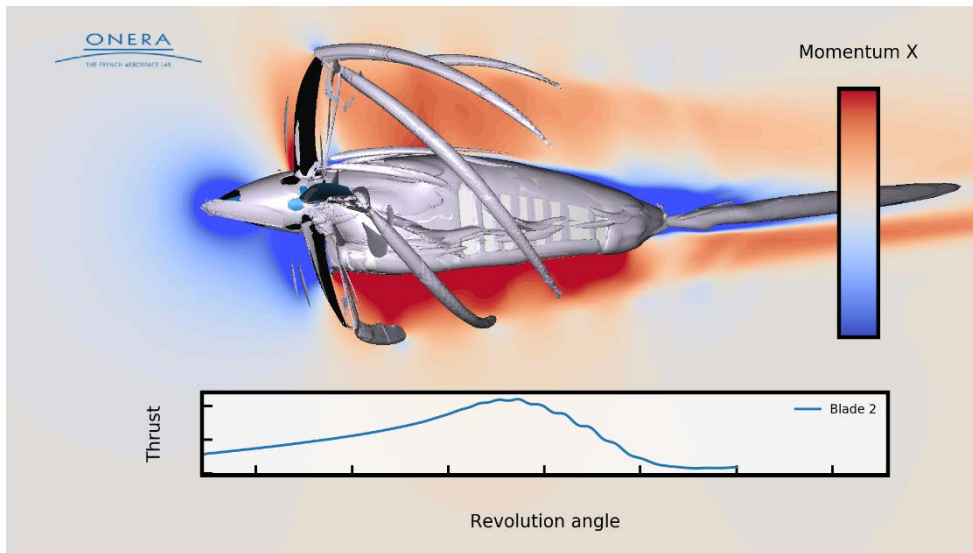 ONERA
THE FRENCH AEROSPACE LAB
Momentum X
Thrust
Blade 2
Revolution angle